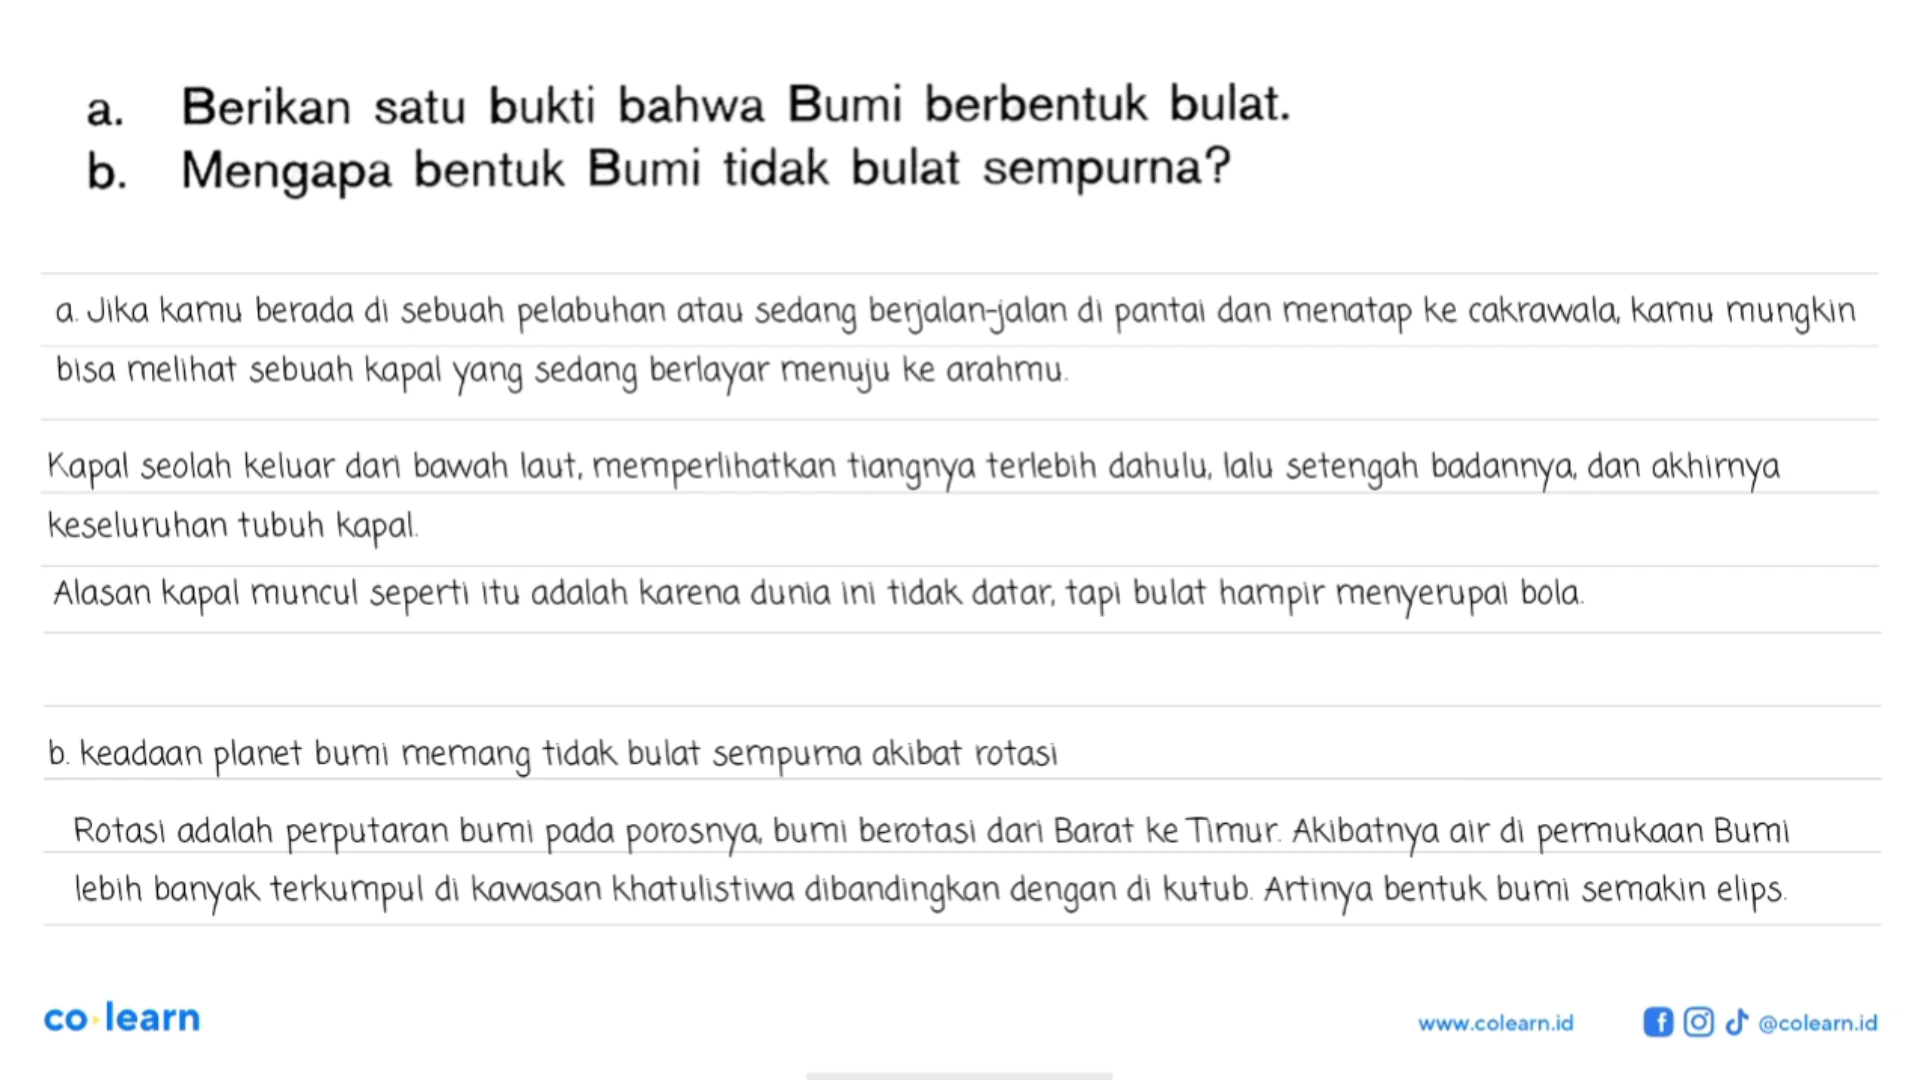 a. Berikan satu bukti bahwa Bumi berbentuk bulat.
b. Mengapa bentuk Bumi tidak bulat sempurna?
a. Jika kamu berada di sebuah pelabuhan atau sedang berjalan-jalan di pantai dan menatap ke cakrawala, kamu mungkin
bisa melihat sebuah kapal yang sedang berlayar menuju ke arahmu.
Kapal seolah keluar dari bawah laut, memperlihatkan tiangnya terlebih dahulu, lalu setengah badannya, dan akhirnya
keseluruhan tubuh kapal.
Alasan kapal muncul seperti itu adalah karena dunia ini tidak datar, tapi bulat hampir menyerupai bola.
b. keadaan planet bumi memang tidak bulat sempurna akibat rotasi
Rotasi adalah perputaran bumi pada porosnya, bumi berotasi dari Barat ke Timur. Akibatnya air di permukaan Bumi
lebih banyak terkumpul di kawasan khatulistiwa dibandingkan dengan di kutub. Artinya bentuk bumi semakin elips.
co learn
www.colearn.id
@colearn.id